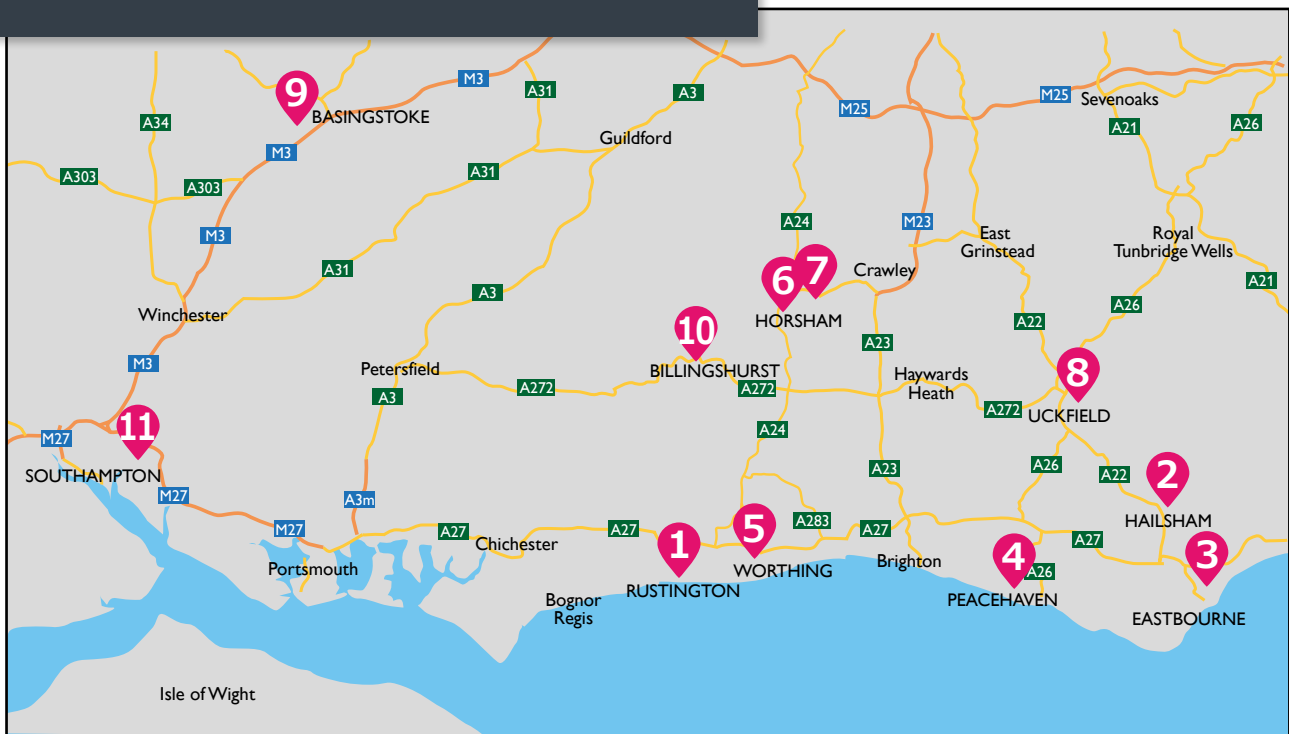 M3
A31
A3
M25
M25
Sevenoaks
9
BASINGSTOKE
A34
A21
A26
Guildford
M3
A31
A303
A303
A24
M23
M3
East
Grinstead
Royal
Tunbridge Wells
A31
6
7
Crawley
A21
A3
A26
Winchester
HORSHAM
A22
10
A23
M3
Petersfield
BILLINGSHURST
A272
A272
Haywards
Heath
8
A3
A272
UCKFIELD
11
M27
A24
SOUTHAMPTON
A23
A26
A22
2
M27
A3m
HAILSHAM
M27
A27
A27
5
A283
A27
A27
Chichester
1
4
3
Portsmouth
WORTHING
Brighton
A26
RUSTINGTON
PEACEHAVEN
Bognor
Regis
EASTBOURNE
Isle of Wight